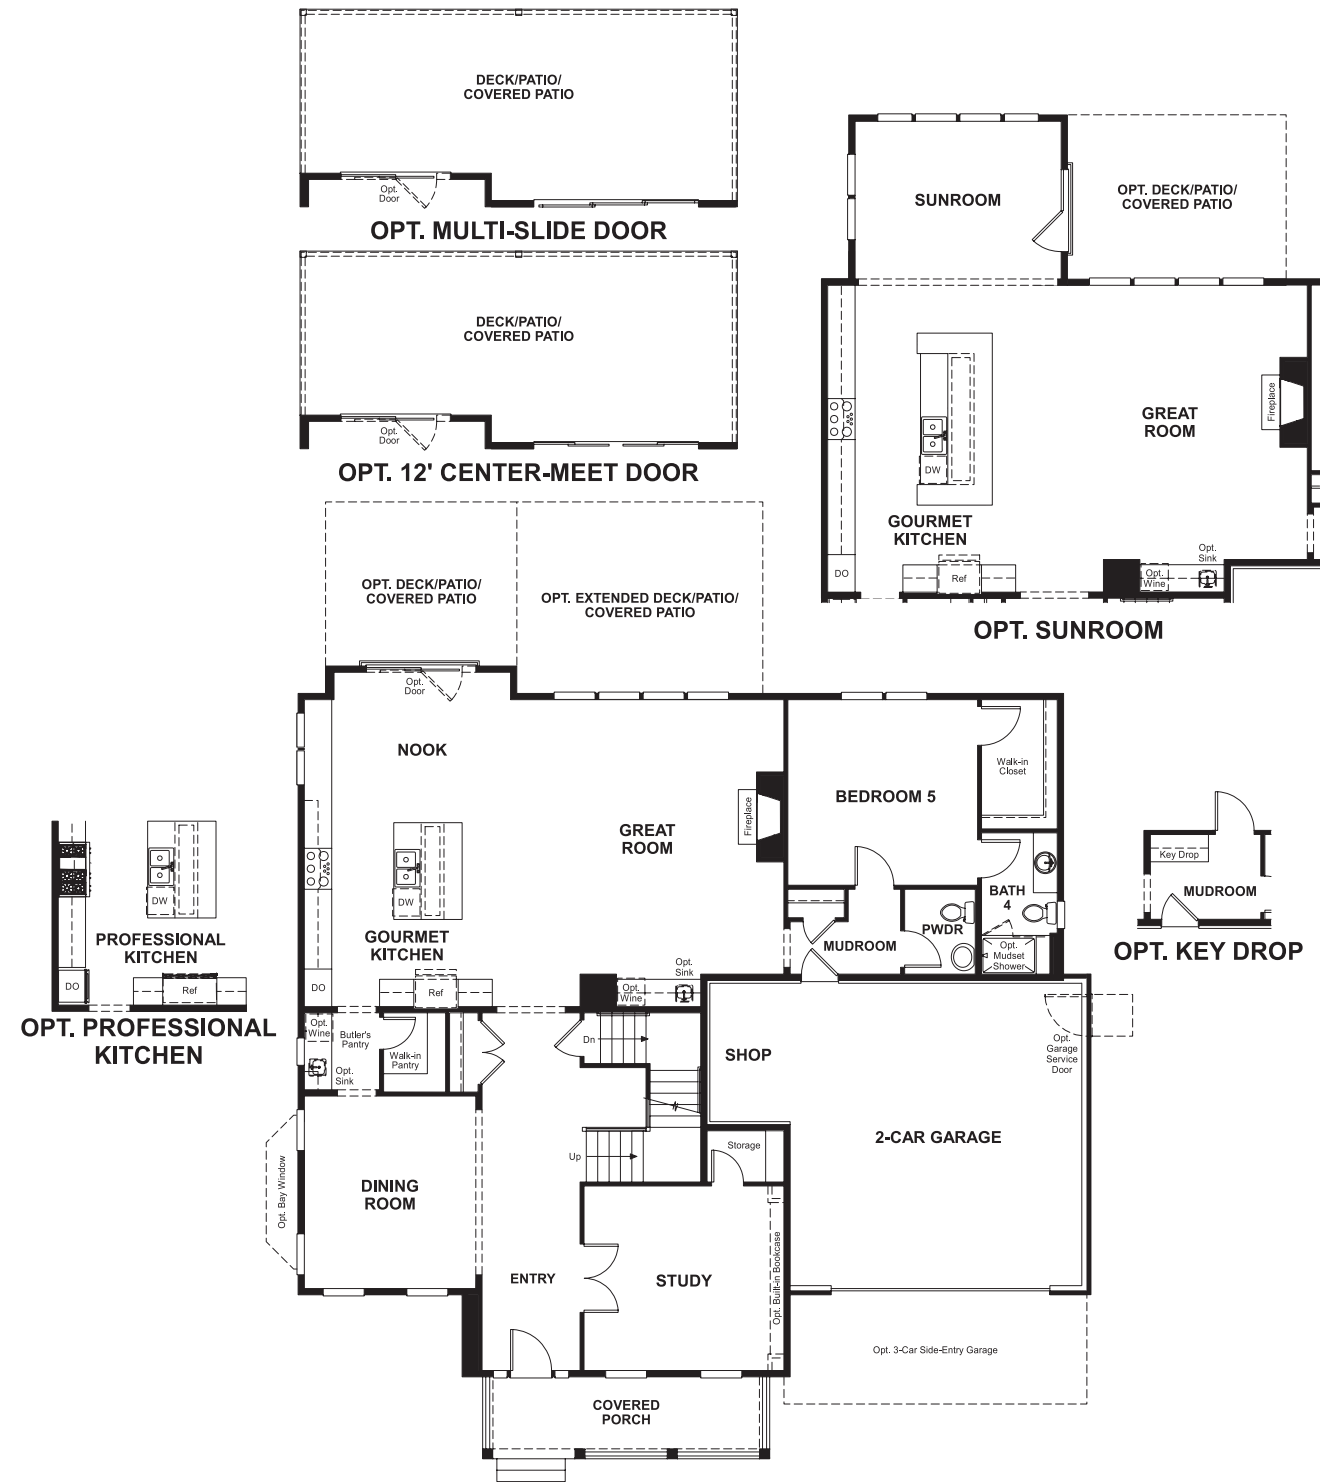 DECK/PATIO/
COVERED PATIO
Opt.
Door
OPT. MULTI-SLIDE DOOR
DECK/PATIO/
COVERED PATIO
Opt.
Door
OPT. 12' CENTER-MEET DOOR
SUNROOM
OPT. DECK/PATIO/
COVERED PATIO
GREAT
ROOM
Fireplace
DW
GOURMET
KITCHEN
DO
Ref
Opt.
Wine
Opt.
Sink
OPT. SUNROOM
OPT. DECK/PATIO/
COVERED PATIO
OPT. EXTENDED DECK/PATIO/
COVERED PATIO
Opt.
Door
NOOK
GREAT
ROOM
Fireplace
BEDROOM 5
Walk-in
Closet
DW
GOURMET
KITCHEN
DO
Ref
Opt.
Wine
Opt.
Sink
MUDROOM
PWDR
BATH
4
Opt.
Mudset
Shower
DW
PROFESSIONAL
KITCHEN
DO
Ref
OPT. PROFESSIONAL
KITCHEN
Key Drop
MUDROOM
OPT. KEY DROP
Opt.
Wine
Butler's
Pantry
Opt.
Sink
Walk-in
Pantry
Dn
Up
SHOP
Opt.
Garage
Service
Door
2-CAR GARAGE
Storage
DINING
ROOM
Opt. Bay Window
ENTRY
STUDY
Opt. Built-in Bookcase
Opt. 3-Car Side-Entry Garage
COVERED
PORCH